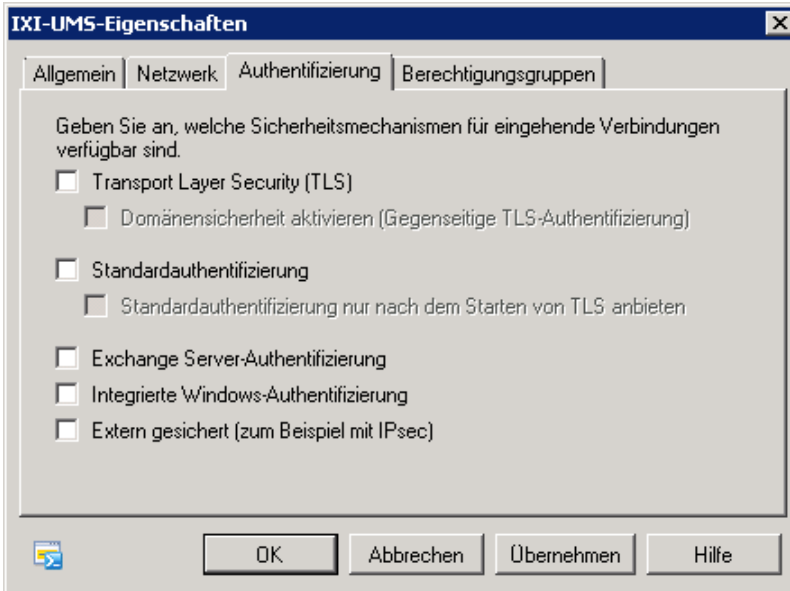 IXI-UMS-Eigenschaften
Allgemein Netzwerk Authentifizierung Berechtigungsgruppen
Geben Sie an, welche Sicherheitsmechanismen für eingehende Verbindungen
verfügbar sind.
Transport Layer Security (TLS)
Domänensicherheit aktivieren (Gegenseitige TLS-Authentifizierung)
Standardauthentifizierung
Standardauthentifizierung nur nach dem Starten von TLS anbieten
Exchange Server-Authentifizierung
Integrierte Windows-Authentifizierung
Extern gesichert (zum Beispiel mit IPsec)
OK Abbrechen Übernehmen Hilfe